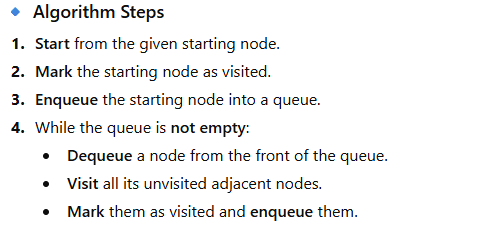 Algorithm Steps
1. Start from the given starting node.
2. Mark the starting node as visited.
3. Enqueue the starting node into a queue.
4. While the queue is not empty:
• Dequeue a node from the front of the queue.
• Visit all its unvisited adjacent nodes.
• Mark them as visited and enqueue them.